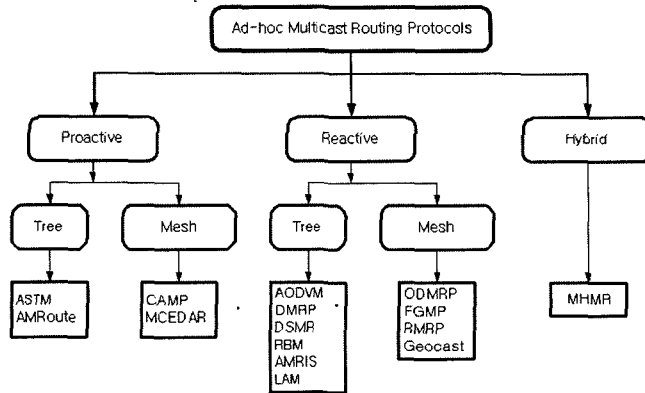 Ad-hoc Multicast Routing Protocols
Proactive
Reactive
Hybrid
Tree
Mesh
Tree
Mesh
ASTM
AMRoute
CAMP
MCEDAR
AODVM
DMRP
DSMR
RBM
AMRIS
LAM
ODMRP
FGMP
RMRP
Geocast
MHMR